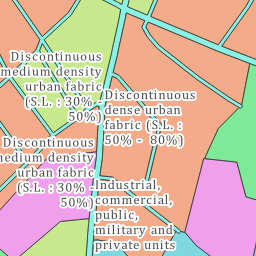 Discontinuous
medium density
urban fabric
(S.L. : 30% -
50%)
Discontinuous
dense urban
fabric (S.L. :
50% - 80%)
Discontinuous
medium density
urban fabric
(S.L. : 30% -
50%)
Industrial,
commercial,
public,
military and
private units